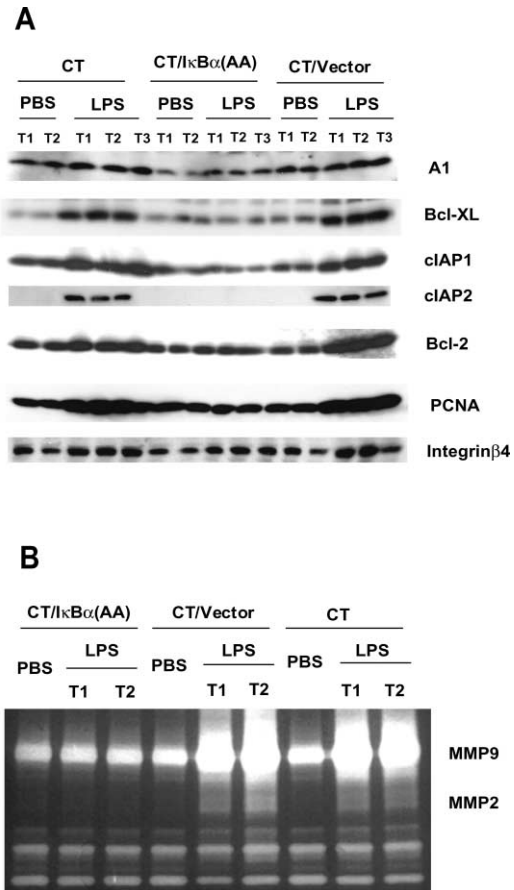 A
CT CT/IκBα(AA) CT/Vector
PBS LPS PBS LPS PBS LPS
T1 T2 T1 T2 T3 T1 T2 T1 T2 T3 T1 T2 T1 T2 T3
A1
Bcl-XL
cIAP1
cIAP2
Bcl-2
PCNA
Integrinβ4
B
CT/IκBα(AA) CT/Vector CT
PBS LPS PBS LPS PBS LPS
T1 T2 T1 T2 T1 T2
MMP9
MMP2